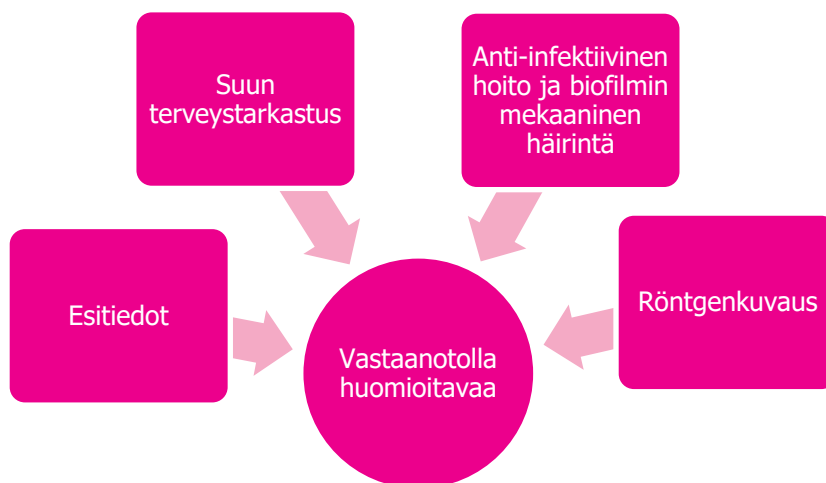 Suun
terveystarkastus
Anti-infektiivinen
hoito ja biofilmin
mekaaninen
häirintä
Esitiedot
Röntgenkuvaus
Vastaanotolla
huomioitavaa